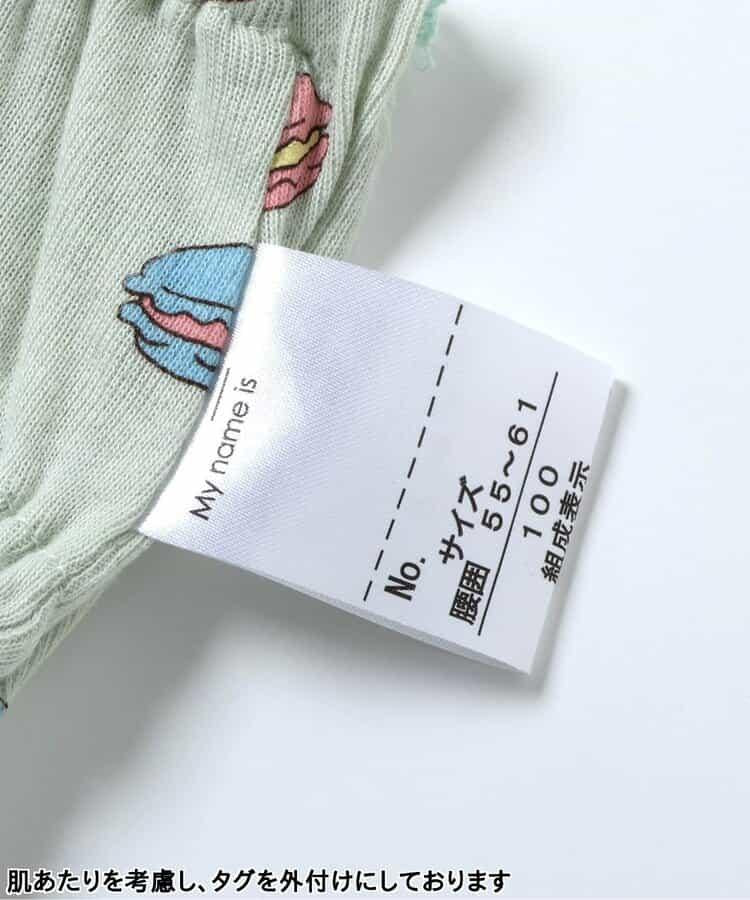 My name is
No.
サイズ
腰囲 55~61
100
組成表示
肌あたりを考慮し、タグを外付けにしております